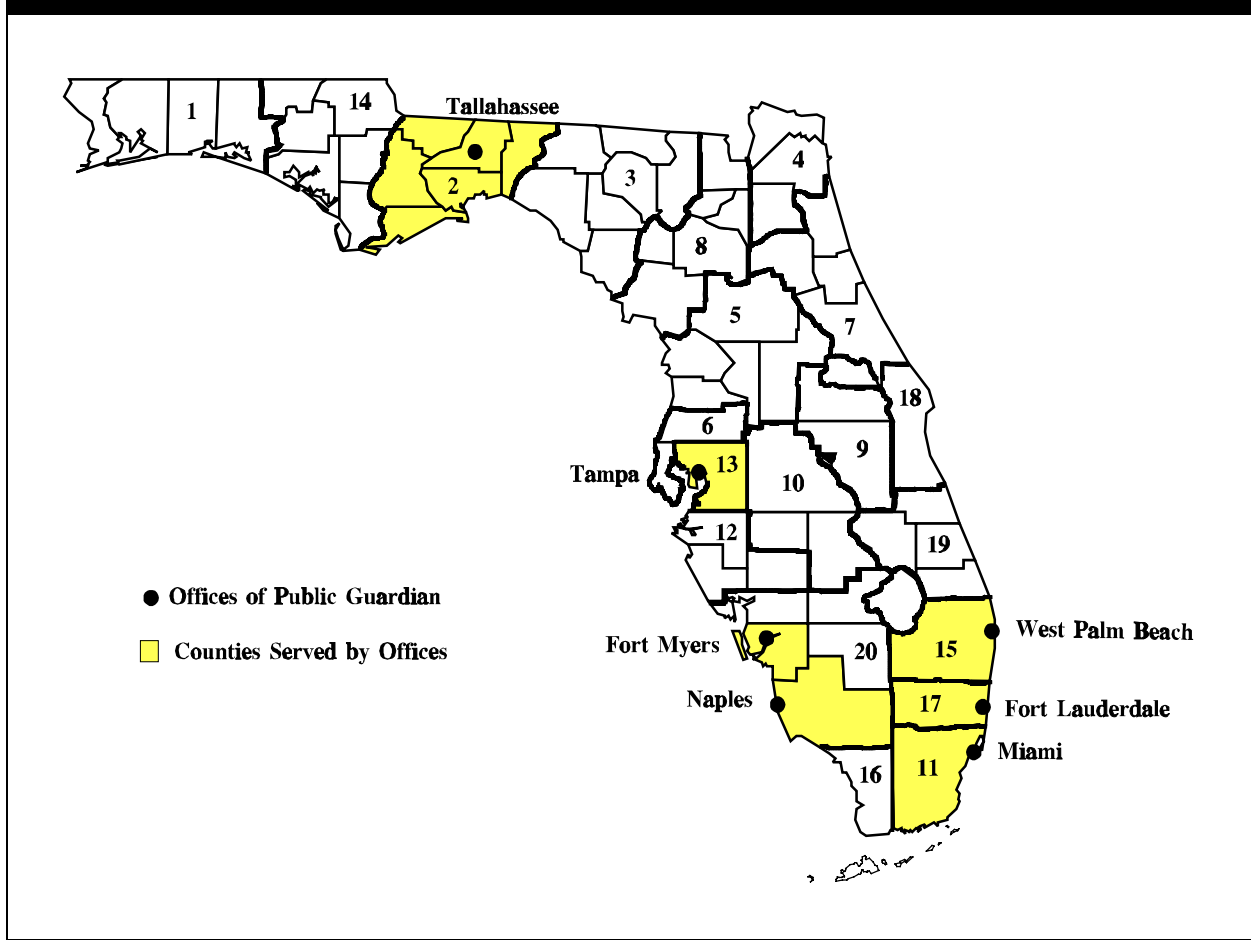 Tallahassee
1
14
2
3
4
8
5
7
18
6
9
13
Tampa
10
12
19
Offices of Public Guardian
Counties Served by Offices
Fort Myers
20
15
West Palm Beach
Naples
17
Fort Lauderdale
Miami
16
11